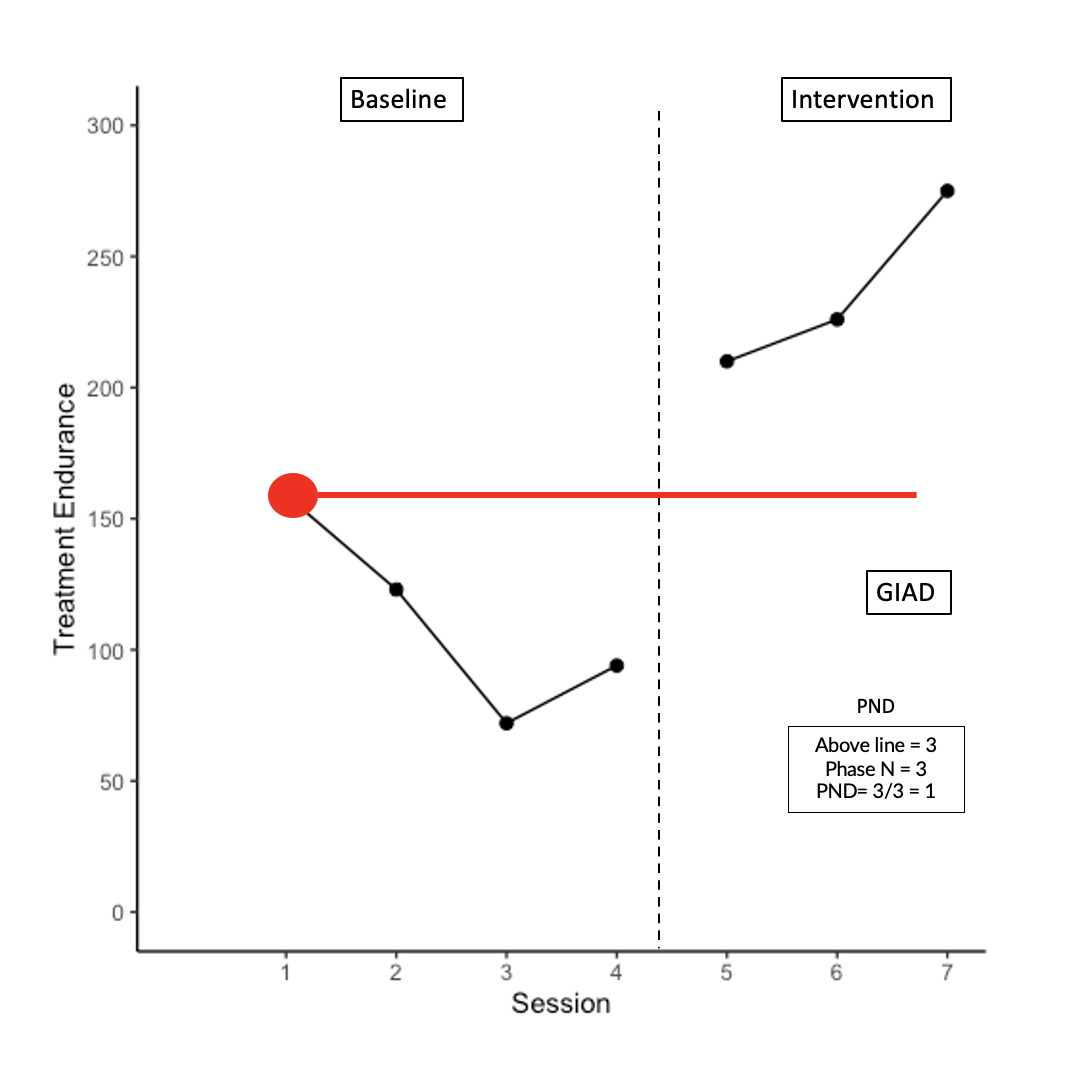 Baseline
Intervention
300
250
200
150
100
50
0
Treatment Endurance
GIAD
PND
Above line = 3
Phase N = 3
PND= 3/3 = 1
1 2 3 4 5 6 7
Session